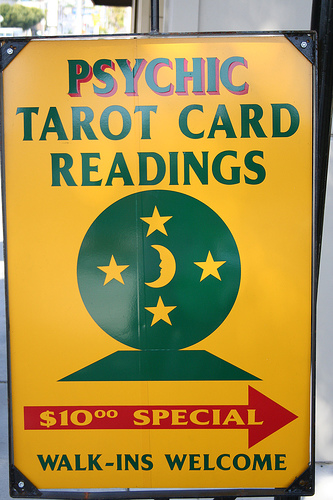 PSYCHIC
TAROT CARD
READINGS
$10⁰⁰ SPECIAL
WALK-INS WELCOME